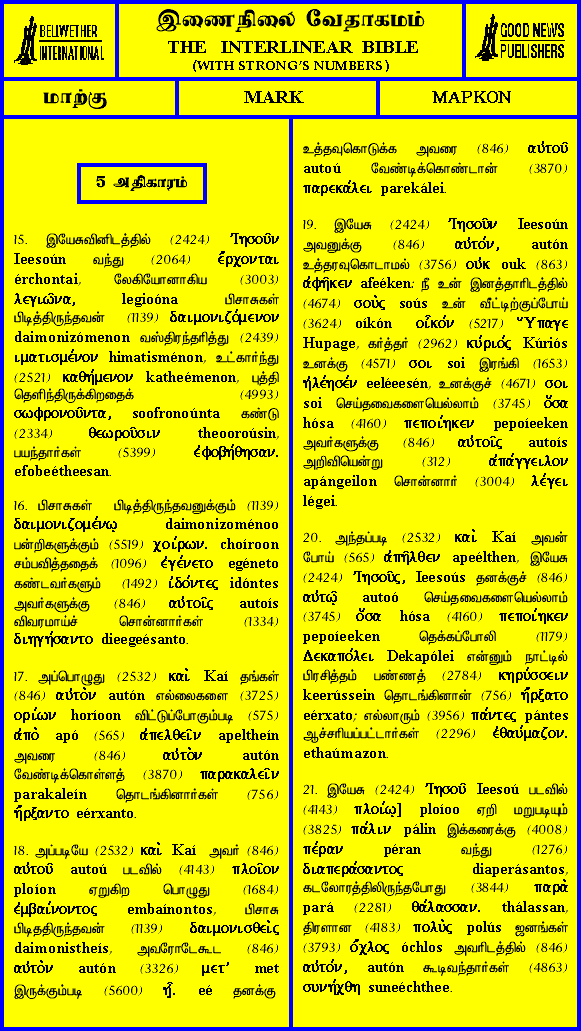 BELLWETHER
INTERNATIONAL
இணைநிலை வேதாகமம்
THE INTERLINEAR BIBLE
(WITH STRONG'S NUMBERS)
GOOD NEWS
PUBLISHERS
மாற்கு
MARK
ΜΑΡΚΟΝ
5 அதிகாரம்
15. இயேசுவினிடத்தில் (2424) Ἰησοῦν
Ieesoún வந்து (2064) ἔρχονται
érchontai, லேகியோனாகிய (3003)
λεγιῶνα, legioóna பிசாசுகள்
பிடித்திருந்தவன் (1139) δαιμονιζόμενον
daimonizómenon வஸ்திரந்தரித்து (2439)
ιματισμένον himatisménon, உட்கார்ந்து
(2521) καθήμενον katheémenon, புத்தி
தெளிந்திருக்கிறதைக் (4993)
σωφρονοῦντα, soofronoúnta கண்டு
(2334) θεωροῦσιν theooroúsin,
பயந்தார்கள் (5399) ἐφοβήθησαν.
efobeétheesan.
16. பிசாசுகள் பிடித்திருந்தவனுக்கும் (1139)
δαιμονιζομένῳ daimonizoménoo
பன்றிகளுக்கும் (5519) χοίρων. choíroon
சம்பவித்ததைக் (1096) ἐγένετο egéneto
கண்டவர்களும் (1492) ἰδόντες idóntes
அவர்களுக்கு (846) αὐτοῖς autoís
விவரமாய்ச் சொன்னார்கள் (1334)
διηγήσαντο dieegeésanto.
17. அப்பொழுது (2532) καὶ Kaí தங்கள்
(846) αὐτὸν autón எல்லைகளை (3725)
ορίων horíoon விட்டுப்போகும்படி (575)
ἀπὸ apó (565) ἀπελθεῖν apeltheín
அவரை (846) αὐτὸν autón
வேண்டிக்கொள்ளத் (3870) παρακαλεῖν
parakaleín தொடங்கினார்கள் (756)
ἤρξαντο eérxanto.
18. அப்படியே (2532) καὶ Kaí அவர் (846)
αὐτοῦ autoú படவில் (4143) πλοῖον
ploíon ஏறுகிற பொழுது (1684)
ἐμβαίνοντος embaínontos, பிசாசு
பிடிததிருந்தவன் (1139) δαιμονισθεὶς
daimonistheís, அவரோடேகூட (846)
αὐτὸν autón (3326) μετ' met
இருக்கும்படி (5600) ᾖ. eé தனக்கு
உத்தவுகொடுக்க அவரை (846) αὐτοῦ
autoú வேண்டிக்கொண்டான் (3870)
παρεκάλει parekálei.
19. இயேசு (2424) Ἰησοῦν Ieesoún
அவனுக்கு (846) αὐτόν, autón
உத்தரவுகொடாமல் (3756) οὐκ ouk (863)
ἀφῆκεν afeéken: நீ உன் இனத்தாரிடத்தில்
(4674) σοὺς soús உன் வீட்டிற்குப்போய்
(3624) οἰκόν οἶκόν (5217) Ὕπαγε
Hupage, கர்த்தர் (2962) κύριός Kúriós
உனக்கு (4571) σοι soi இரங்கி (1653)
ἠλέησέν eeléeesén, உனக்குச் (4671) σοι
soi செய்தவைகளையெல்லாம் (3745) ὅσα
hósa (4160) πεποίηκεν pepoíeeken
அவர்களுக்கு (846) αὐτοῖς autoís
அறிவியென்று (312) ἀπάγγειλον
apángeilon சொன்னார் (3004) λέγει
légei.
20. அந்தப்படி (2532) καὶ Kaí அவன்
போய் (565) ἀπῆλθεν apeélthen, இயேசு
(2424) Ἰησοῦς, Ieesoús தனக்குச் (846)
αὐτῷ autoó செய்தவைகளையெல்லாம்
(3745) ὅσα hósa (4160) πεποίηκεν
pepoíeeken தெக்கப்போலி (1179)
Δεκαπόλει Dekapólei என்னும் நாட்டில்
பிரசித்தம் பண்ணத் (2784) κηρύσσειν
keerússein தொடங்கினான் (756) ἤρξατο
eérxato; எல்லாரும் (3956) πάντες pántes
ஆச்சரியப்பட்டார்கள் (2296) ἐθαύμαζον.
ethaúmazon.
21. இயேசு (2424) Ἰησοῦ Ieesoú படவில்
(4143) πλοίῳ] ploíoo ஏறி மறுபடியும்
(3825) πάλιν pálin இக்கரைக்கு (4008)
πέραν péran வந்து (1276)
διαπεράσαντος diaperásantos,
கடலோரத்திலிருந்தபோது (3844) παρὰ
pará (2281) θάλασσαν. thálassan,
திரளான (4183) πολὺς polús ஜனங்கள்
(3793) ὄχλος óchlos அவரிடத்தில் (846)
αὐτόν, autón கூடிவந்தார்கள் (4863)
συνήχθη suneéchthee.